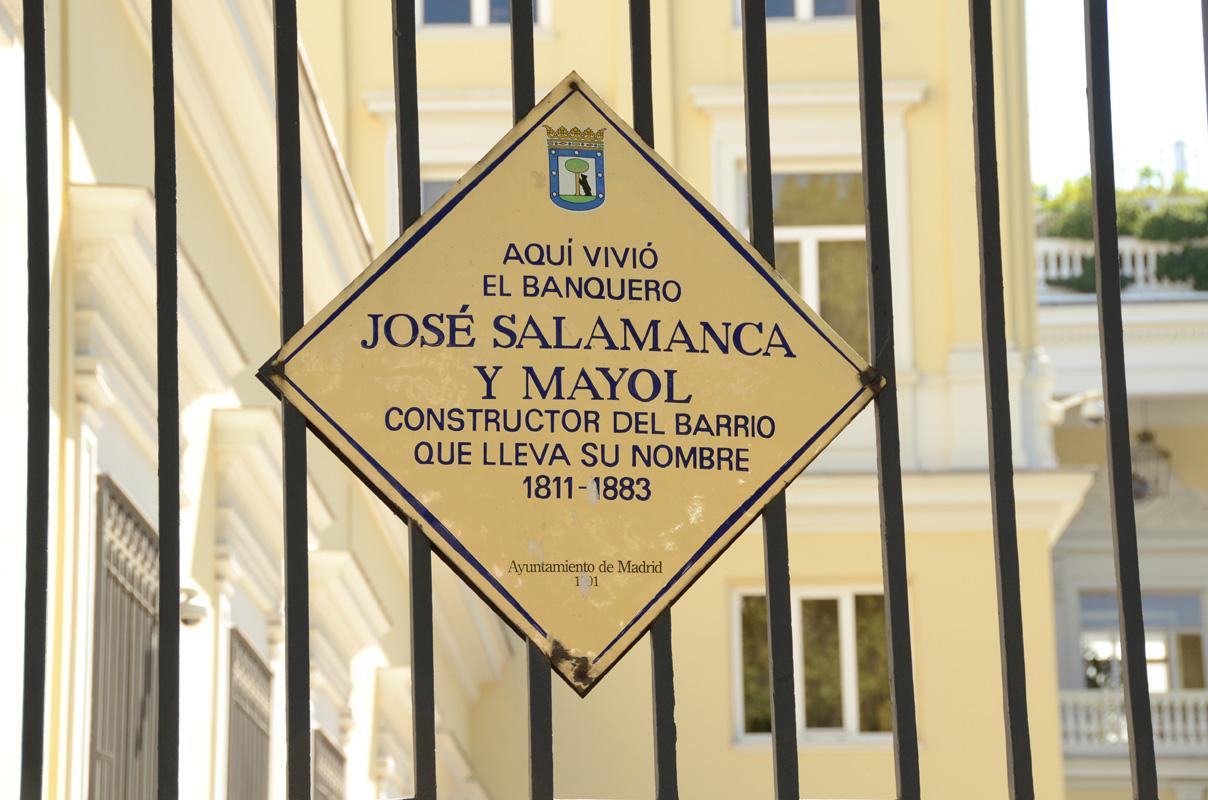 AQUÍ VIVIÓ
EL BANQUERO
JOSÉ SALAMANCA
Y MAYOL
CONSTRUCTOR DEL BARRIO
QUE LLEVA SU NOMBRE
1811-1883
Ayuntamiento de Madrid
1991